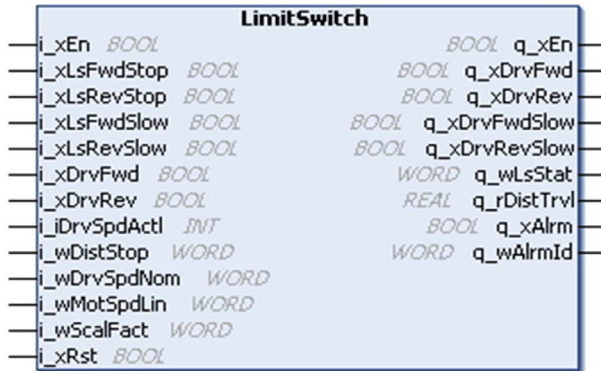 LimitSwitch
i_xEn BOOL BOOL q_xEn
i_xLsFwdStop BOOL BOOL q_xDrvFwd
i_xLsRevStop BOOL BOOL q_xDrvRev
i_xLsFwdSlow BOOL BOOL q_xDrvFwdSlow
i_xLsRevSlow BOOL BOOL q_xDrvRevSlow
i_xDrvFwd BOOL WORD q_wLsStat
i_xDrvRev BOOL REAL q_rDistTrvl
i_iDrvSpdActl INT BOOL q_xAlrm
i_wDistStop WORD WORD q_wAlrmId
i_wDrvSpdNom WORD
i_wMotSpdLin WORD
i_wScalFact WORD
i_xRst BOOL